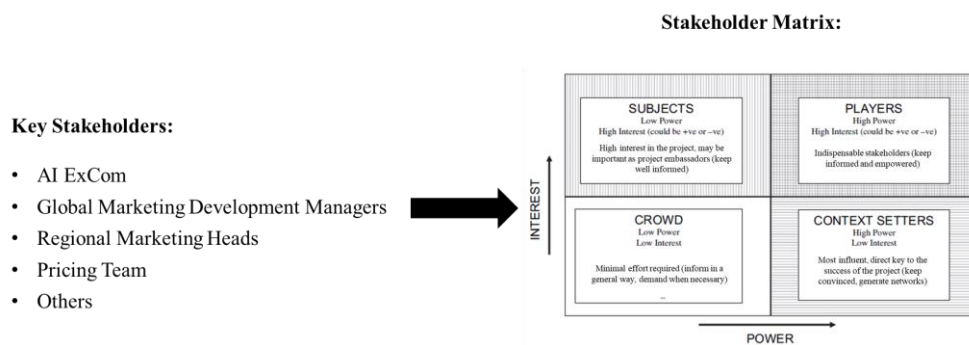 Stakeholder Matrix:
Key Stakeholders:
• AI ExCom
• Global Marketing Development Managers
• Regional Marketing Heads
• Pricing Team
• Others
INTEREST
SUBJECTS
Low Power
High Interest (could be +ve or –ve)
High interest in the project, may be
important as project embassadors (keep
well informed)
PLAYERS
High Power
High Interest (could be +ve or –ve)
Indispensable stakeholders (keep
informed and empowered)
CROWD
Low Power
Low Interest
Minimal effort required (inform in a
general way, demand when necessary)
...
CONTEXT SETTERS
High Power
Low Interest
Most influent, direct key to the
success of the project (keep
convinced, generate networks)
POWER